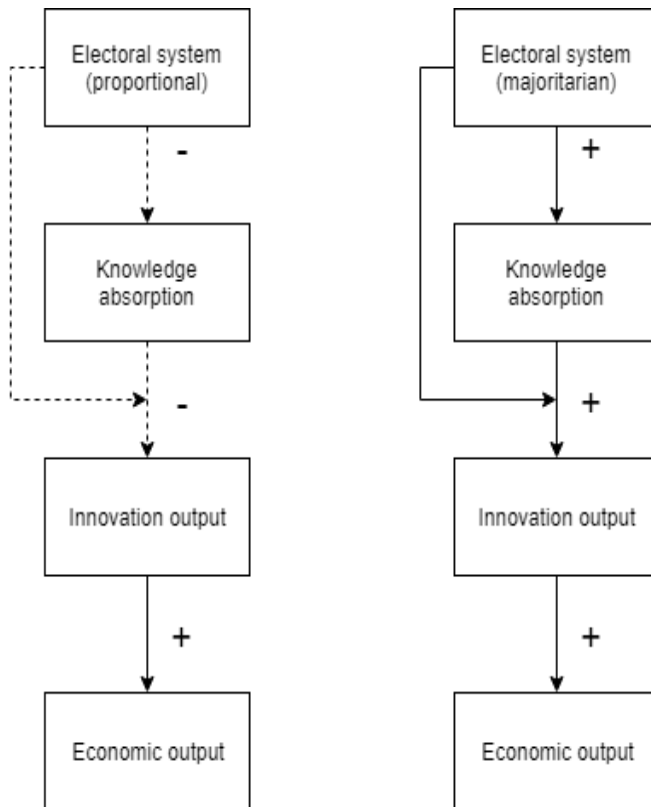 Electoral system
(proportional)
-
Knowledge
absorption
-
Innovation output
+
Economic output
Electoral system
(majoritarian)
+
Knowledge
absorption
+
Innovation output
+
Economic output